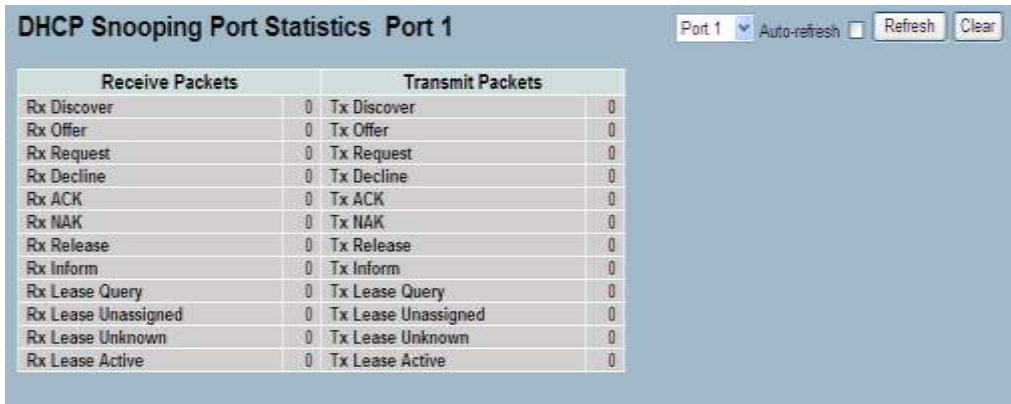 DHCP Snooping Port Statistics Port 1
Port 1 Auto-refresh Refresh Clear
Receive Packets Transmit Packets
Rx Discover 0 Tx Discover 0
Rx Offer 0 Tx Offer 0
Rx Request 0 Tx Request 0
Rx Decline 0 Tx Decline 0
Rx ACK 0 Tx ACK 0
Rx NAK 0 Tx NAK 0
Rx Release 0 Tx Release 0
Rx Inform 0 Tx Inform 0
Rx Lease Query 0 Tx Lease Query 0
Rx Lease Unassigned 0 Tx Lease Unassigned 0
Rx Lease Unknown 0 Tx Lease Unknown 0
Rx Lease Active 0 Tx Lease Active 0